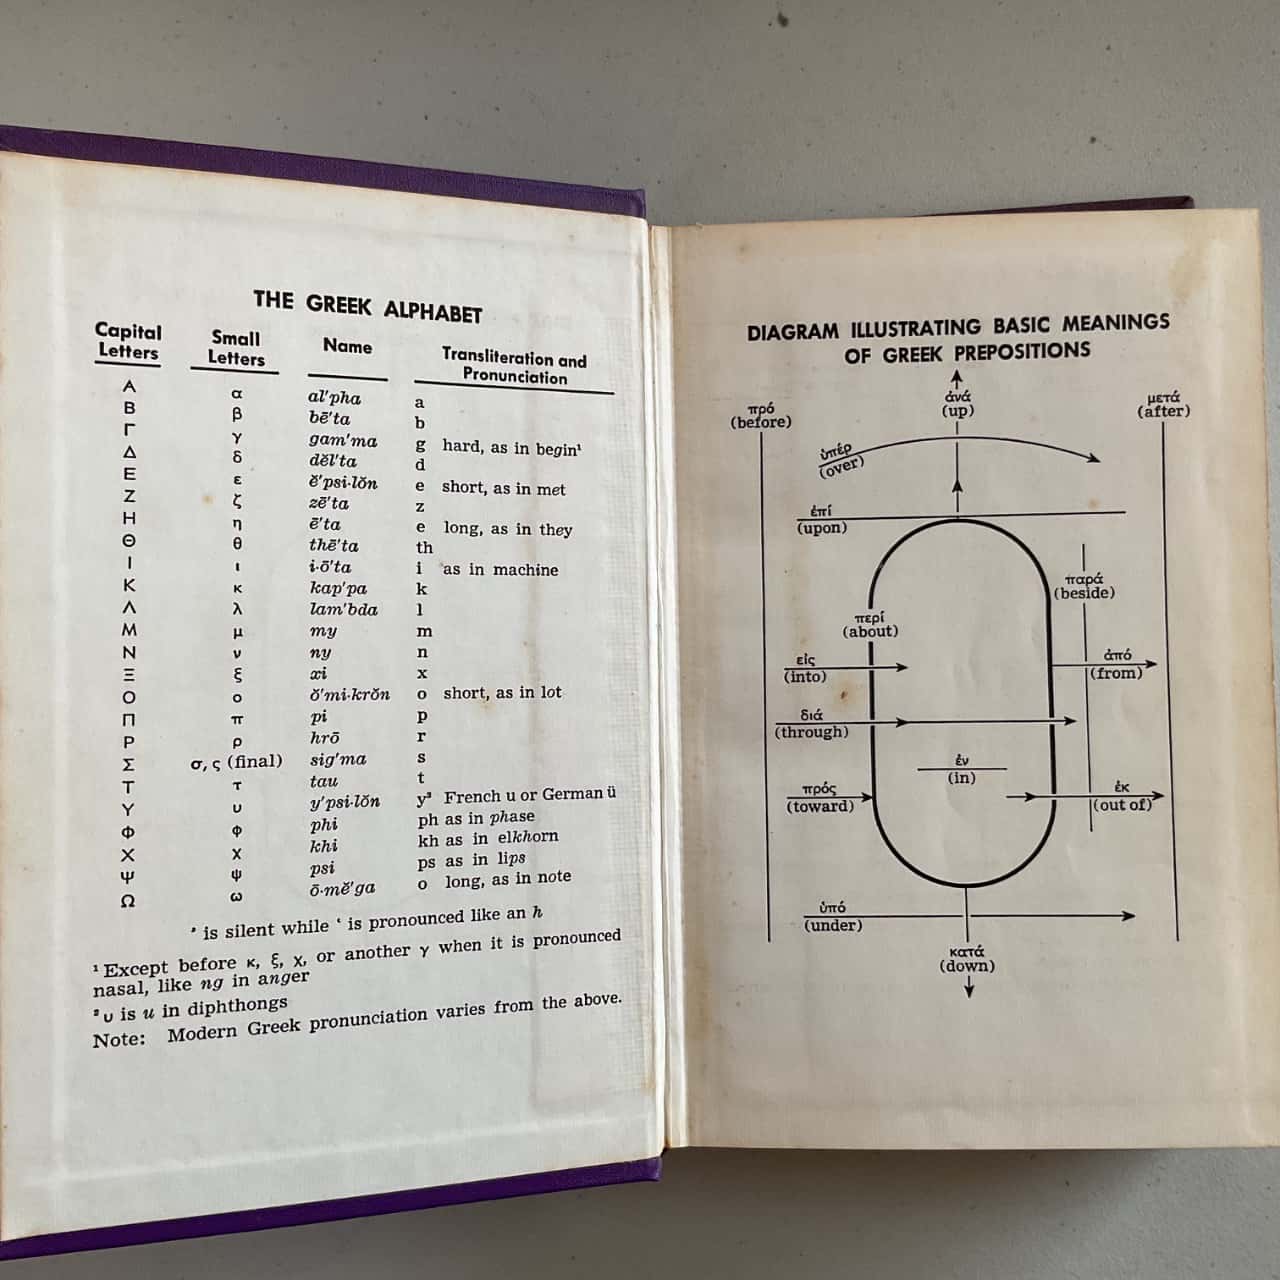 THE GREEK ALPHABET
Capital Letters Small Letters Name Transliteration and Pronunciation
Α α al′pha a
Β β bē′ta b
Γ γ gam′ma g hard, as in begin¹
Δ δ dĕl′ta d
Ε ε ĕ′psi·lŏn e short, as in met
Ζ ζ zē′ta z
Η η ē′ta e long, as in they
Θ θ thē′ta th
Ι ι i·ō′ta i as in machine
Κ κ kap′pa k
Λ λ lam′bda l
Μ μ my m
Ν ν ny n
Ξ ξ xi x
Ο ο ŏ′mi·krŏn o short, as in lot
Π π pi p
Ρ ρ hrō r
Σ σ, ς (final) sig′ma s
Τ τ tau t
Υ υ y′psi·lŏn y² French u or German ü
Φ φ phi ph as in phase
Χ χ khi kh as in elkhorn
Ψ ψ psi ps as in lips
Ω ω ō·mĕ′ga o long, as in note
᾿ is silent while ῾ is pronounced like an h
¹ Except before κ, ξ, χ, or another γ when it is pronounced
nasal, like ng in anger
² υ is u in diphthongs
Note: Modern Greek pronunciation varies from the above.
DIAGRAM ILLUSTRATING BASIC MEANINGS
OF GREEK PREPOSITIONS
πρό
(before)
ἀνά
(up)
μετά
(after)
ὑπέρ
(over)
ἐπί
(upon)
παρά
(beside)
περί
(about)
εἰς
(into)
ἀπό
(from)
διά
(through)
ἐν
(in)
πρός
(toward)
ἐκ
(out of)
ὑπό
(under)
κατά
(down)